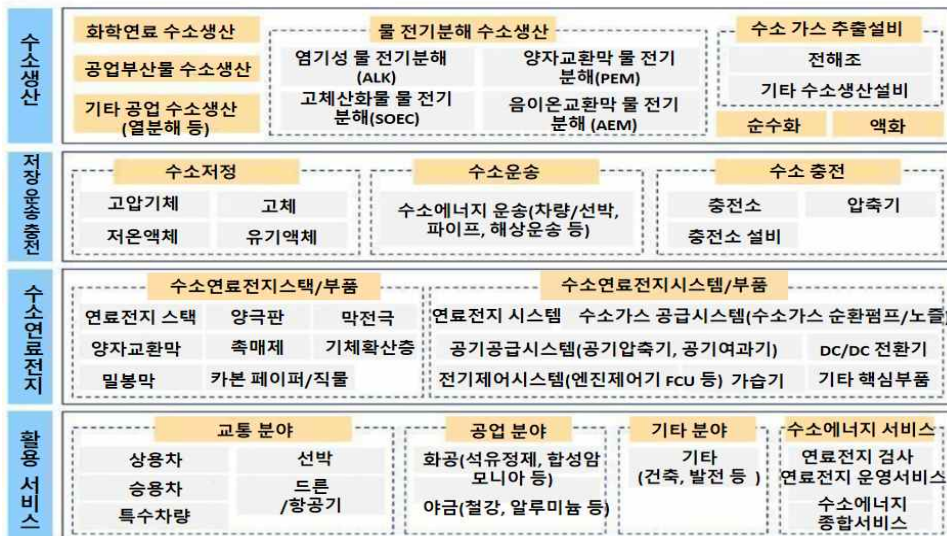 수소생산
화학연료 수소생산
공업부산물 수소생산
기타 공업 수소생산
(열분해 등)
물 전기분해 수소생산
염기성 물 전기분해
(ALK)
양자교환막 물 전기
분해(PEM)
고체산화물 물 전기
분해(SOEC)
음이온교환막 물 전기
분해 (AEM)
수소 가스 추출설비
전해조
기타 수소생산설비
순수화
액화
저장 운송 충전
수소저정
고압기체
고체
저온액체
유기액체
수소운송
수소에너지 운송(차량/선박,
파이프, 해상운송 등)
수소 충전
충전소
압축기
충전소 설비
수소연료전지
수소연료전지스택/부품
연료전지 스택
양극판
막전극
양자교환막
촉매제
기체확산층
밀봉막
카본 페이퍼/직물
수소연료전지시스템/부품
연료전지 시스템
수소가스 공급시스템(수소가스 순환펌프/노즐)
공기공급시스템(공기압축기, 공기여과기)
DC/DC 전환기
전기제어시스템(엔진제어기 FCU 등)
가습기
기타 핵심부품
활용 서비스
교통 분야
상용차
선박
승용차
드론
/항공기
특수차량
공업 분야
화공(석유정제, 합성암
모니아 등)
야금(철강, 알루미늄 등)
기타 분야
기타
(건축, 발전 등 )
수소에너지 서비스
연료전지 검사
연료전지 운영서비스
수소에너지
종합서비스